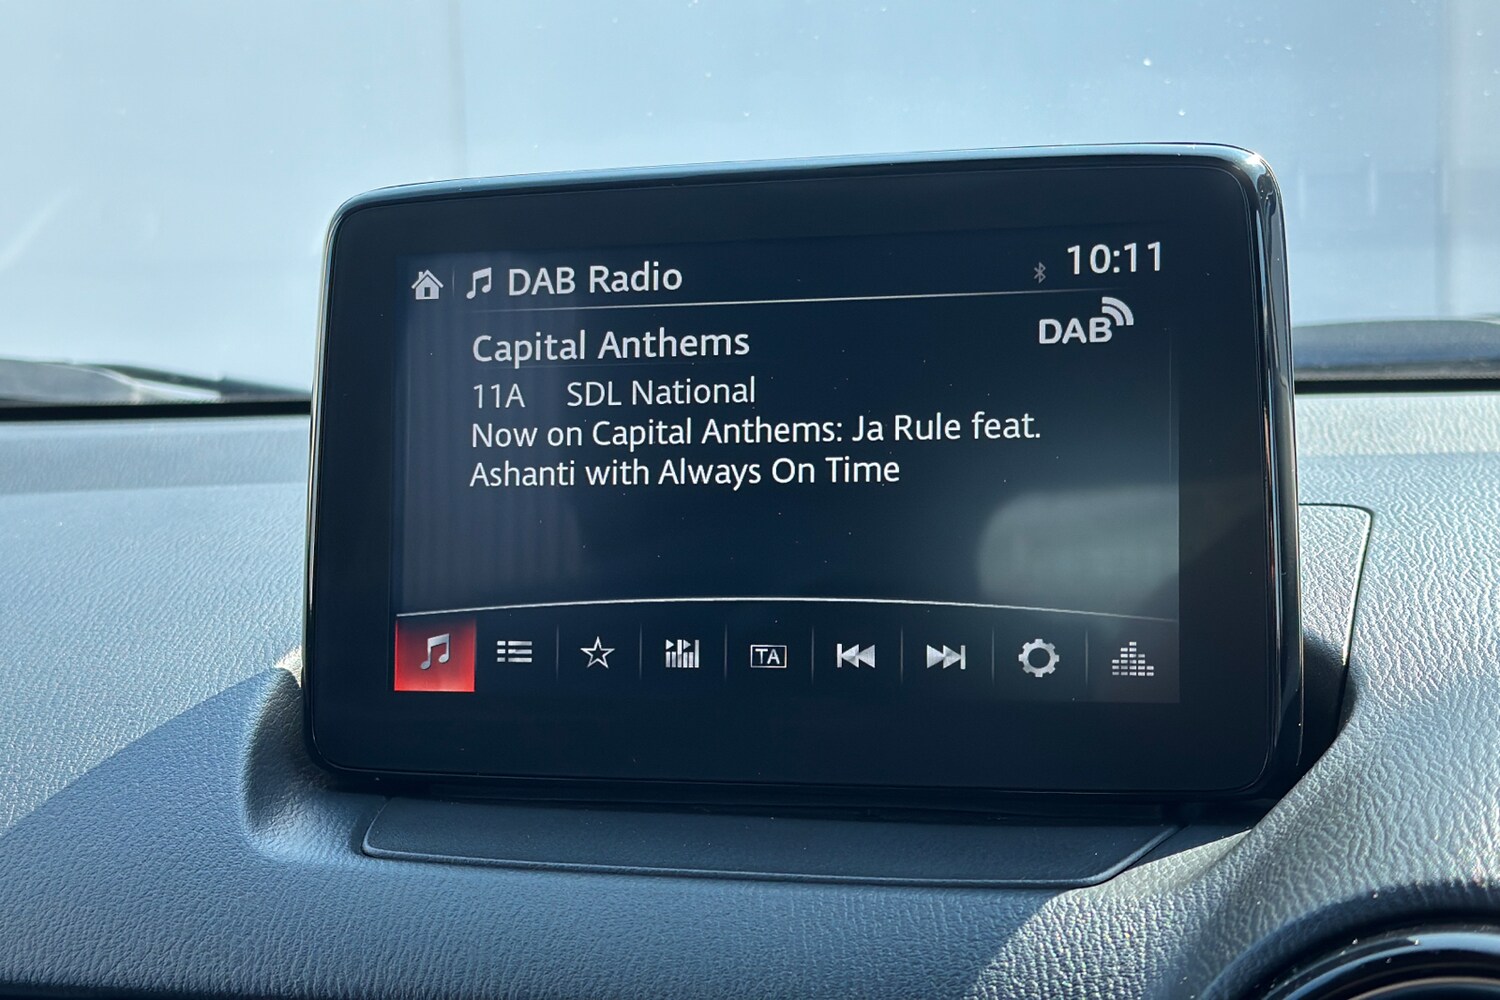 DAB Radio
10:11
Capital Anthems
DAB
11A SDL National
Now on Capital Anthems: Ja Rule feat.
Ashanti with Always On Time
TA